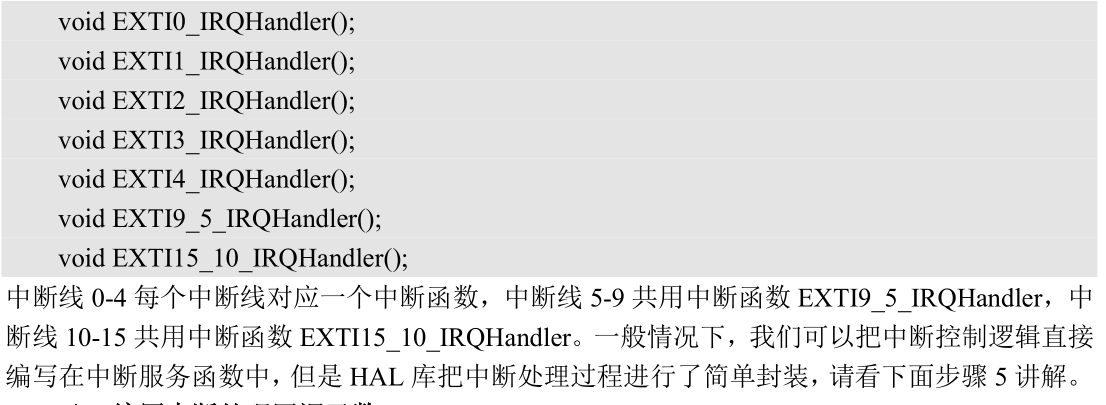 void EXTI0_IRQHandler();
void EXTI1_IRQHandler();
void EXTI2_IRQHandler();
void EXTI3_IRQHandler();
void EXTI4_IRQHandler();
void EXTI9_5_IRQHandler();
void EXTI15_10_IRQHandler();
中断线 0-4 每个中断线对应一个中断函数，中断线 5-9 共用中断函数 EXTI9_5_IRQHandler，中
断线 10-15 共用中断函数 EXTI15_10_IRQHandler。一般情况下，我们可以把中断控制逻辑直接
编写在中断服务函数中，但是 HAL 库把中断处理过程进行了简单封装，请看下面步骤 5 讲解。